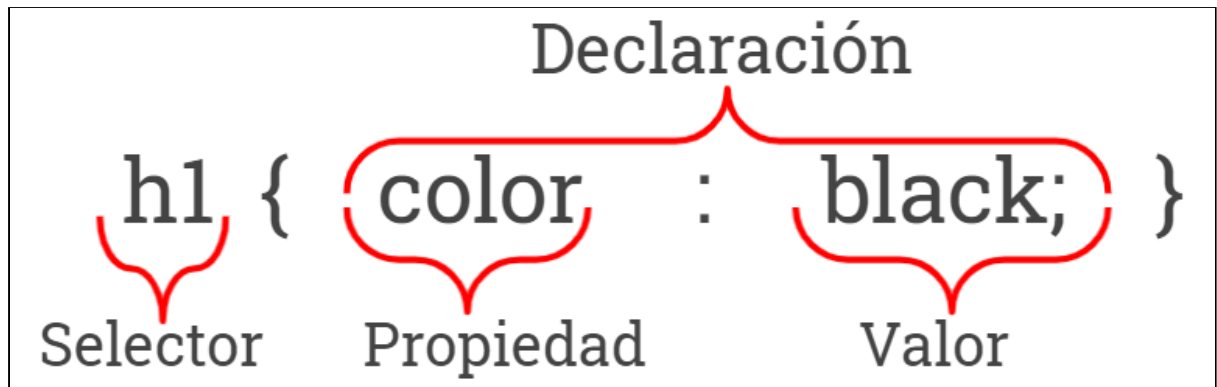 Declaración
h1 { color : black; }
Selector Propiedad Valor